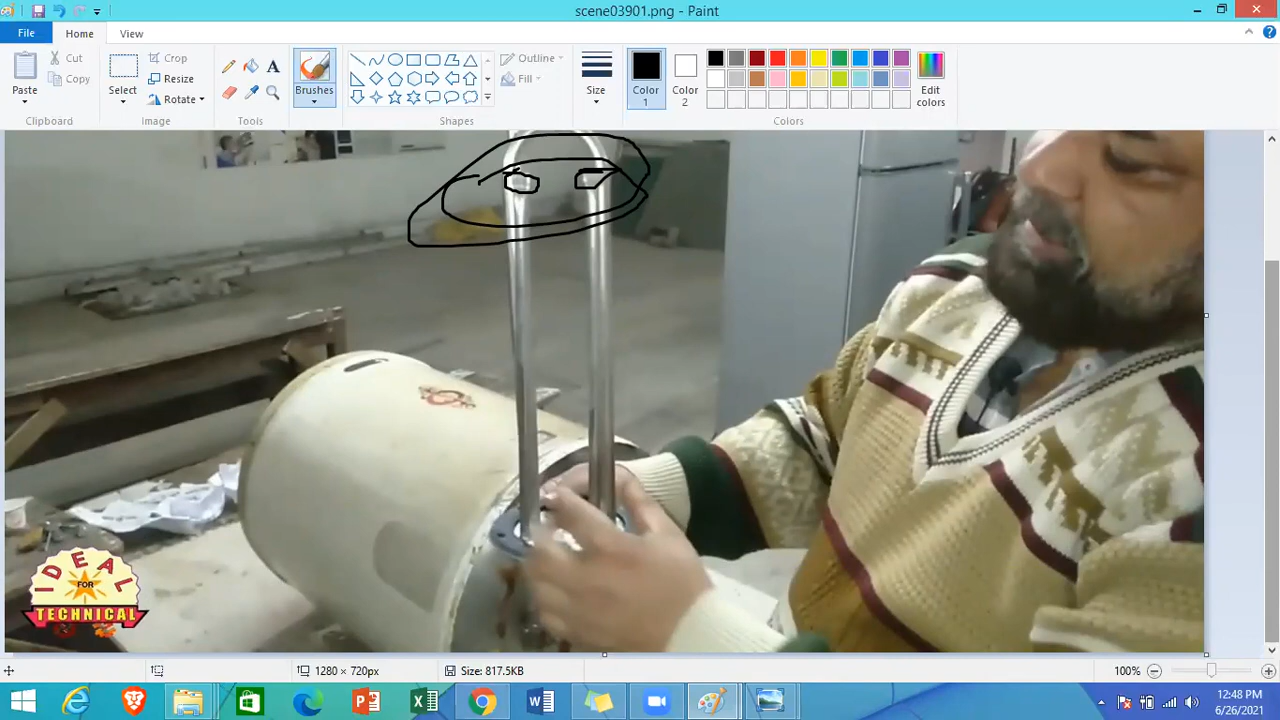 scene03901.png - Paint
File
Home
View
Paste
Cut
Copy
Clipboard
Select
Crop
Resize
Rotate
Image
Tools
Brushes
Shapes
Outline
Fill
Size
Color 1
Color 2
Edit colors
Colors
IDEAL
FOR
TECHNICAL
1280 × 720px
Size: 817.5KB
100%
12:48 PM
6/26/2021